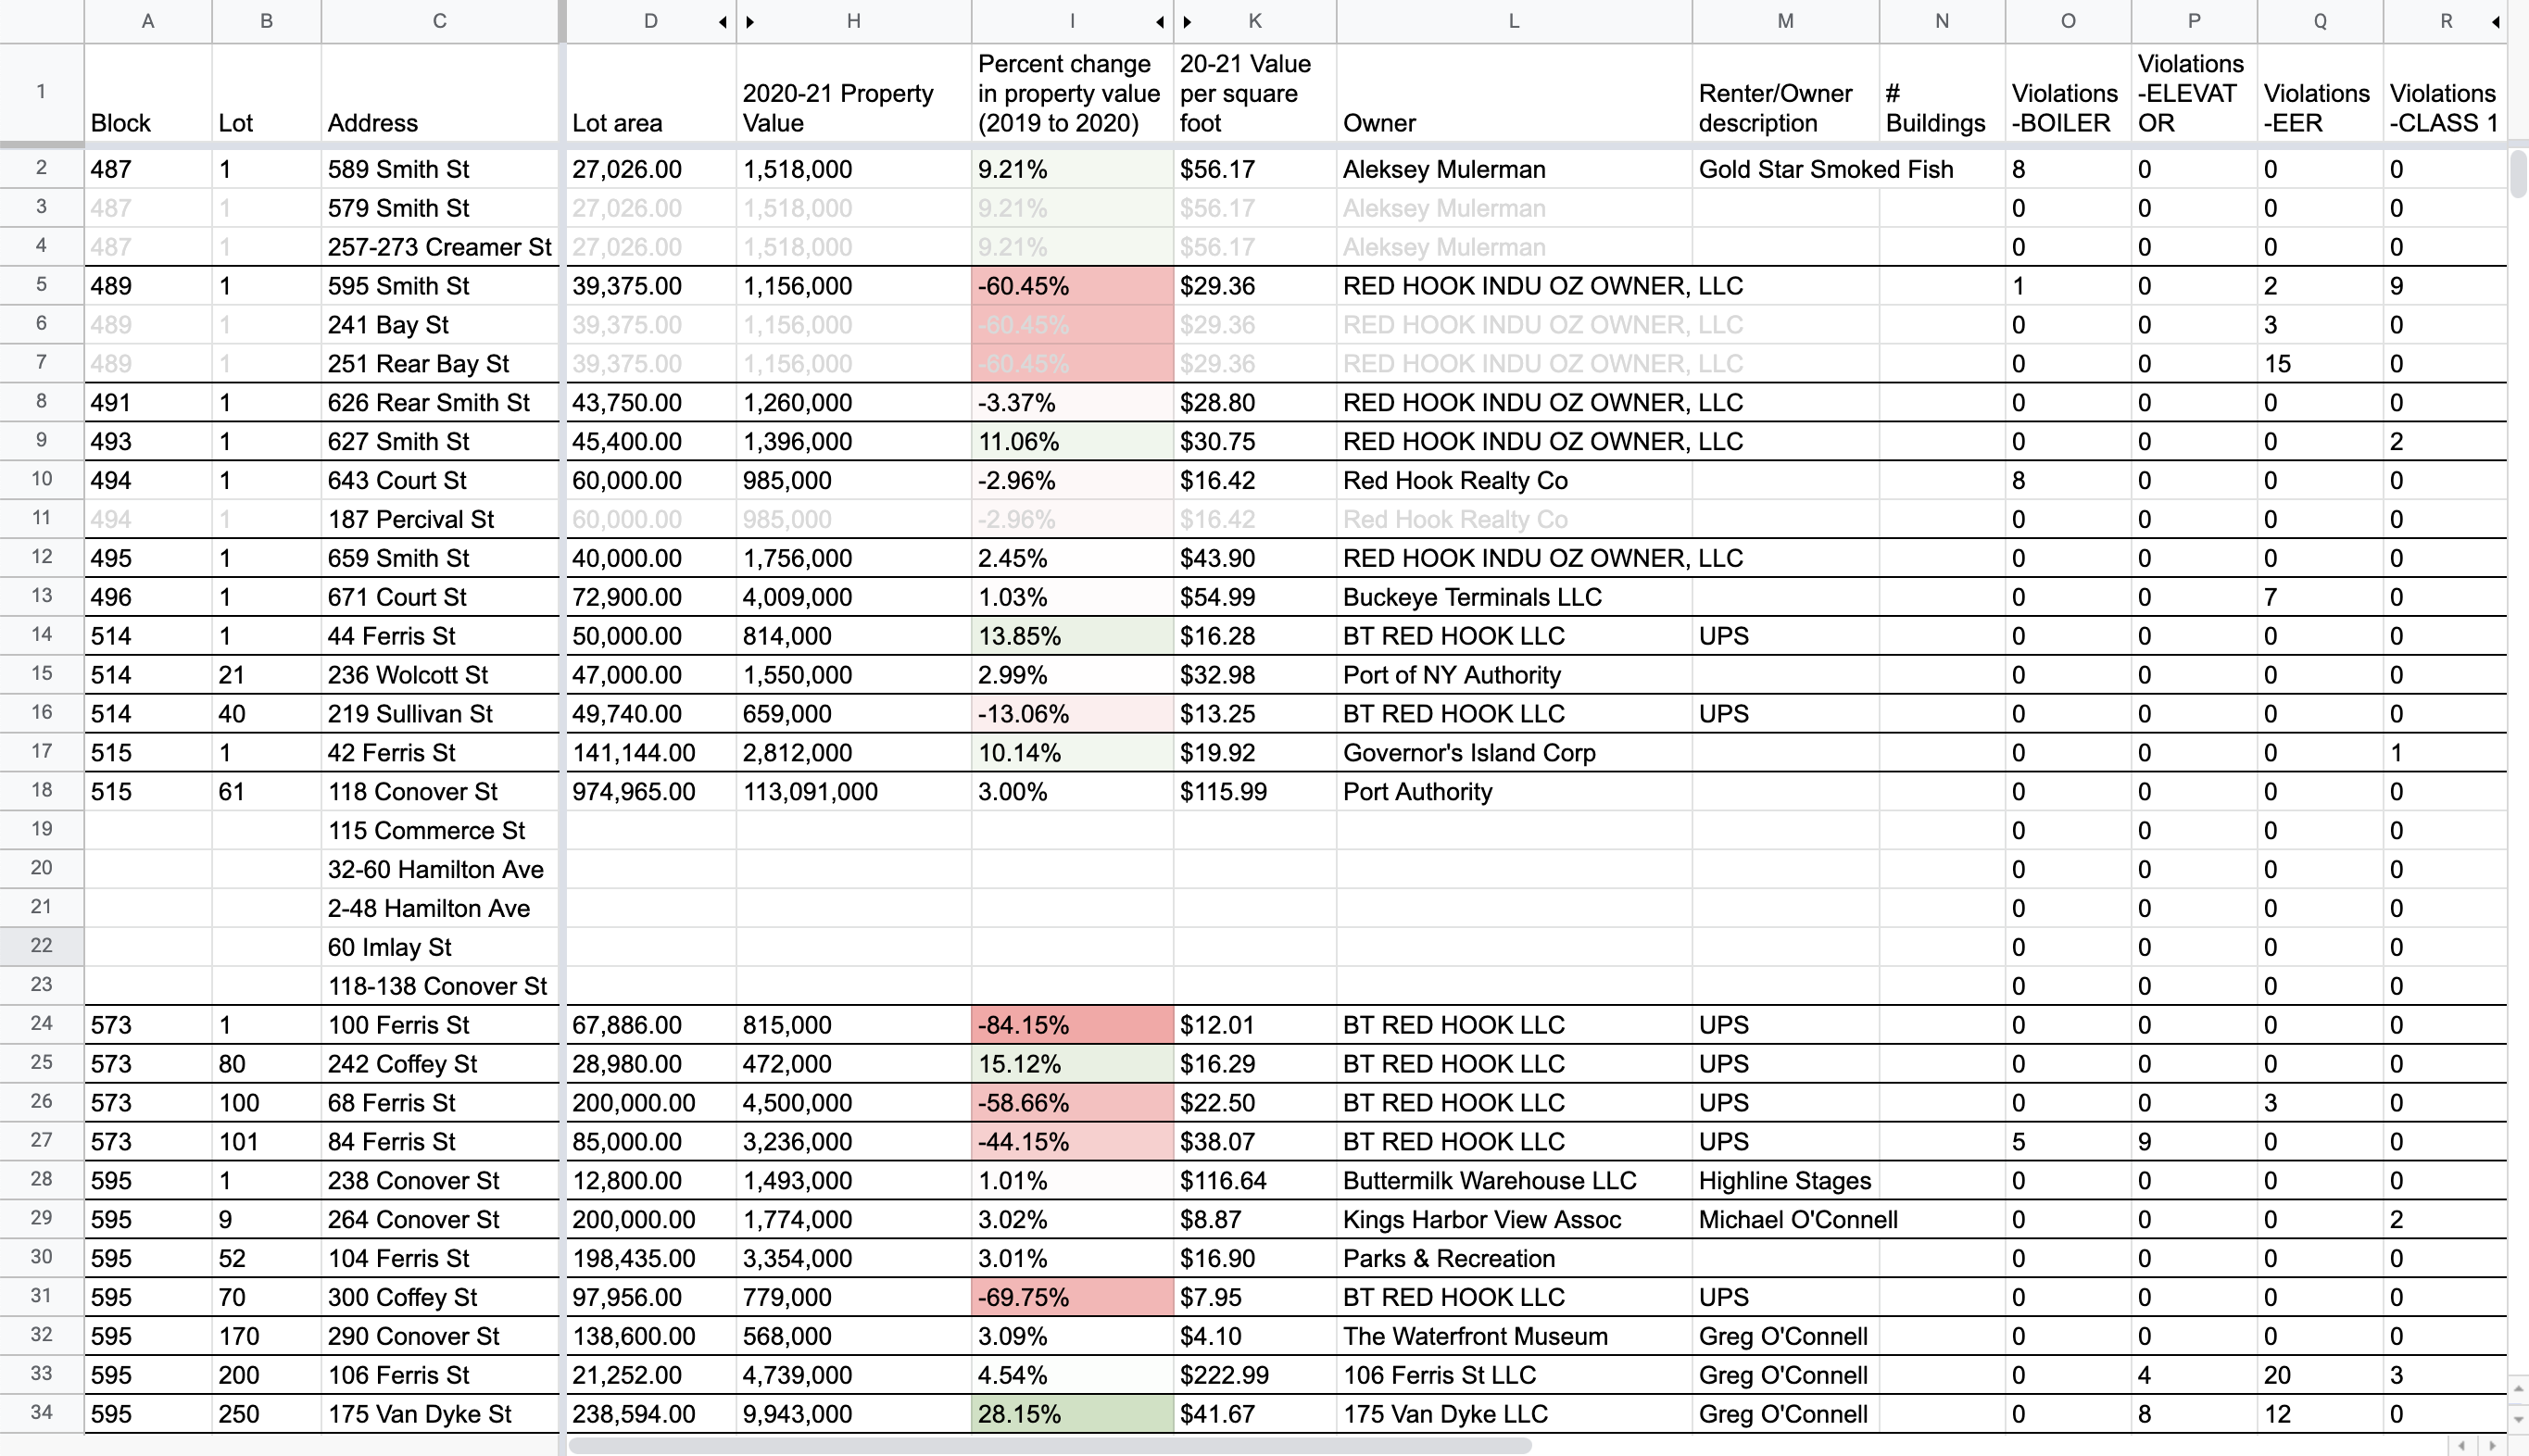 A B C D H I K L M N O P Q R
1 Block Lot Address Lot area 2020-21 Property Value Percent change in property value (2019 to 2020) 20-21 Value per square foot Owner Renter/Owner description # Buildings Violations -BOILER Violations -ELEVATOR Violations -EER Violations -CLASS 1
2 487 1 589 Smith St 27,026.00 1,518,000 9.21% $56.17 Aleksey Mulerman Gold Star Smoked Fish 8 0 0 0
3 487 1 579 Smith St 27,026.00 1,518,000 9.21% $56.17 Aleksey Mulerman 0 0 0 0
4 487 1 257-273 Creamer St 27,026.00 1,518,000 9.21% $56.17 Aleksey Mulerman 0 0 0 0
5 489 1 595 Smith St 39,375.00 1,156,000 -60.45% $29.36 RED HOOK INDU OZ OWNER, LLC 1 0 2 9
6 489 1 241 Bay St 39,375.00 1,156,000 -60.45% $29.36 RED HOOK INDU OZ OWNER, LLC 0 0 3 0
7 489 1 251 Rear Bay St 39,375.00 1,156,000 -60.45% $29.36 RED HOOK INDU OZ OWNER, LLC 0 0 15 0
8 491 1 626 Rear Smith St 43,750.00 1,260,000 -3.37% $28.80 RED HOOK INDU OZ OWNER, LLC 0 0 0 0
9 493 1 627 Smith St 45,400.00 1,396,000 11.06% $30.75 RED HOOK INDU OZ OWNER, LLC 0 0 0 2
10 494 1 643 Court St 60,000.00 985,000 -2.96% $16.42 Red Hook Realty Co 8 0 0 0
11 494 1 187 Percival St 60,000.00 985,000 -2.96% $16.42 Red Hook Realty Co 0 0 0 0
12 495 1 659 Smith St 40,000.00 1,756,000 2.45% $43.90 RED HOOK INDU OZ OWNER, LLC 0 0 0 0
13 496 1 671 Court St 72,900.00 4,009,000 1.03% $54.99 Buckeye Terminals LLC 0 0 7 0
14 514 1 44 Ferris St 50,000.00 814,000 13.85% $16.28 BT RED HOOK LLC UPS 0 0 0 0
15 514 21 236 Wolcott St 47,000.00 1,550,000 2.99% $32.98 Port of NY Authority 0 0 0 0
16 514 40 219 Sullivan St 49,740.00 659,000 -13.06% $13.25 BT RED HOOK LLC UPS 0 0 0 0
17 515 1 42 Ferris St 141,144.00 2,812,000 10.14% $19.92 Governor's Island Corp 0 0 0 1
18 515 61 118 Conover St 974,965.00 113,091,000 3.00% $115.99 Port Authority 0 0 0 0
19 115 Commerce St 0 0 0 0
20 32-60 Hamilton Ave 0 0 0 0
21 2-48 Hamilton Ave 0 0 0 0
22 60 Imlay St 0 0 0 0
23 118-138 Conover St 0 0 0 0
24 573 1 100 Ferris St 67,886.00 815,000 -84.15% $12.01 BT RED HOOK LLC UPS 0 0 0 0
25 573 80 242 Coffey St 28,980.00 472,000 15.12% $16.29 BT RED HOOK LLC UPS 0 0 0 0
26 573 100 68 Ferris St 200,000.00 4,500,000 -58.66% $22.50 BT RED HOOK LLC UPS 0 0 3 0
27 573 101 84 Ferris St 85,000.00 3,236,000 -44.15% $38.07 BT RED HOOK LLC UPS 5 9 0 0
28 595 1 238 Conover St 12,800.00 1,493,000 1.01% $116.64 Buttermilk Warehouse LLC Highline Stages 0 0 0 0
29 595 9 264 Conover St 200,000.00 1,774,000 3.02% $8.87 Kings Harbor View Assoc Michael O'Connell 0 0 0 2
30 595 52 104 Ferris St 198,435.00 3,354,000 3.01% $16.90 Parks & Recreation 0 0 0 0
31 595 70 300 Coffey St 97,956.00 779,000 -69.75% $7.95 BT RED HOOK LLC UPS 0 0 0 0
32 595 170 290 Conover St 138,600.00 568,000 3.09% $4.10 The Waterfront Museum Greg O'Connell 0 0 0 0
33 595 200 106 Ferris St 21,252.00 4,739,000 4.54% $222.99 106 Ferris St LLC Greg O'Connell 0 4 20 3
34 595 250 175 Van Dyke St 238,594.00 9,943,000 28.15% $41.67 175 Van Dyke LLC Greg O'Connell 0 8 12 0